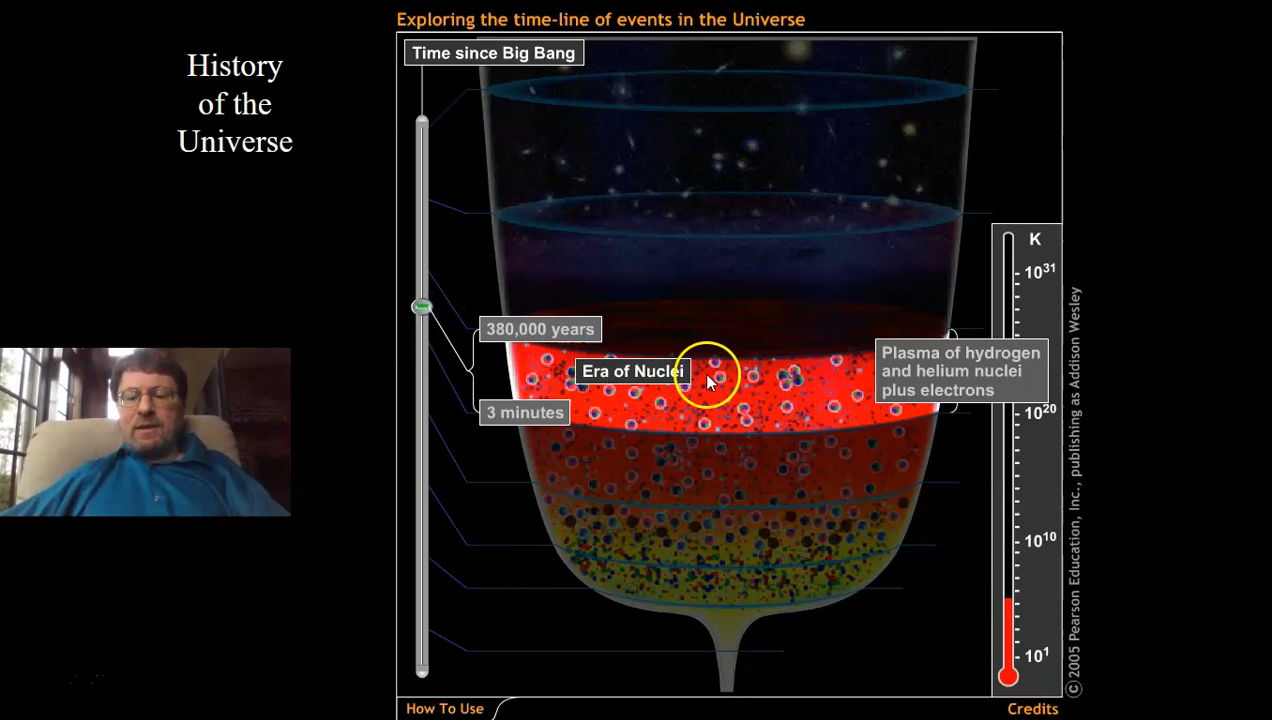 Exploring the time-line of events in the Universe
History
of the
Universe
Time since Big Bang
K
10³¹
380,000 years
Era of Nuclei
3 minutes
Plasma of hydrogen
and helium nuclei
plus electrons
10²⁰
10¹⁰
10¹
© 2005 Pearson Education, Inc., publishing as Addison Wesley
How To Use
Credits